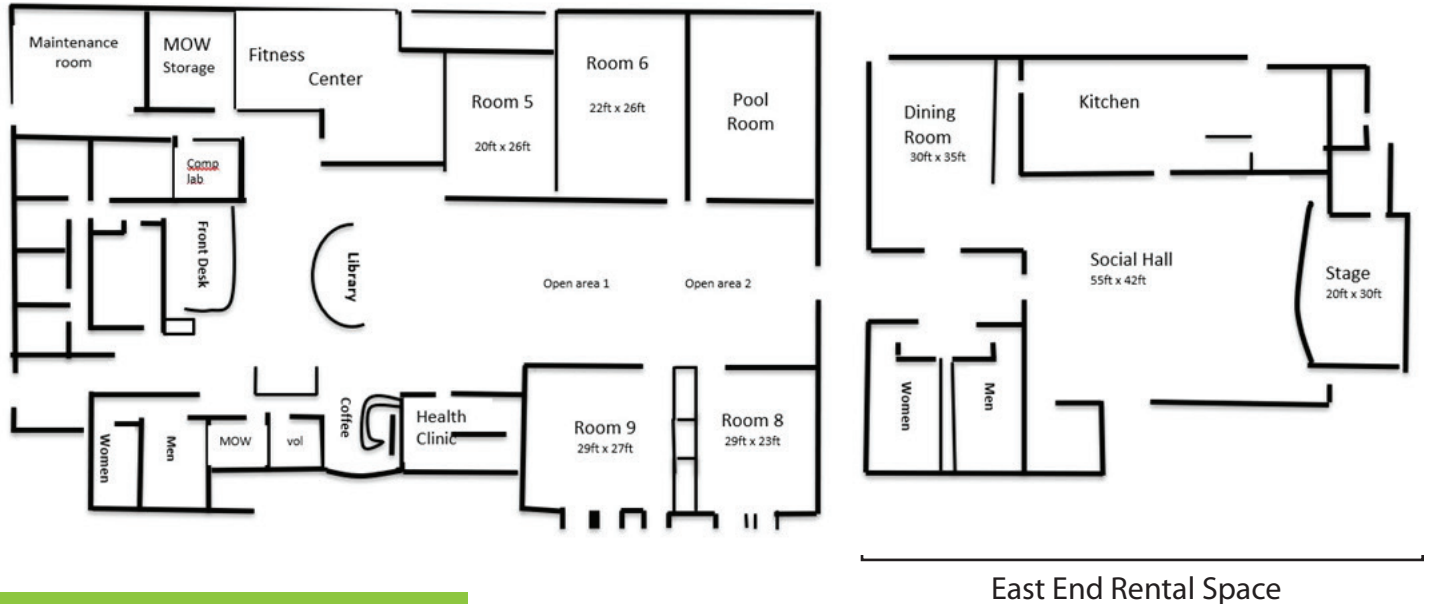 Maintenance
room
MOW
Storage
Fitness
Center
Room 5
20ft x 26ft
Room 6
22ft x 26ft
Pool
Room
Comp
lab
Front Desk
Library
Open area 1
Open area 2
Women
Men
MOW
vol
Coffee
Health
Clinic
Room 9
29ft x 27ft
Room 8
29ft x 23ft
Dining
Room
30ft x 35ft
Kitchen
Social Hall
55ft x 42ft
Stage
20ft x 30ft
Women
Men
East End Rental Space